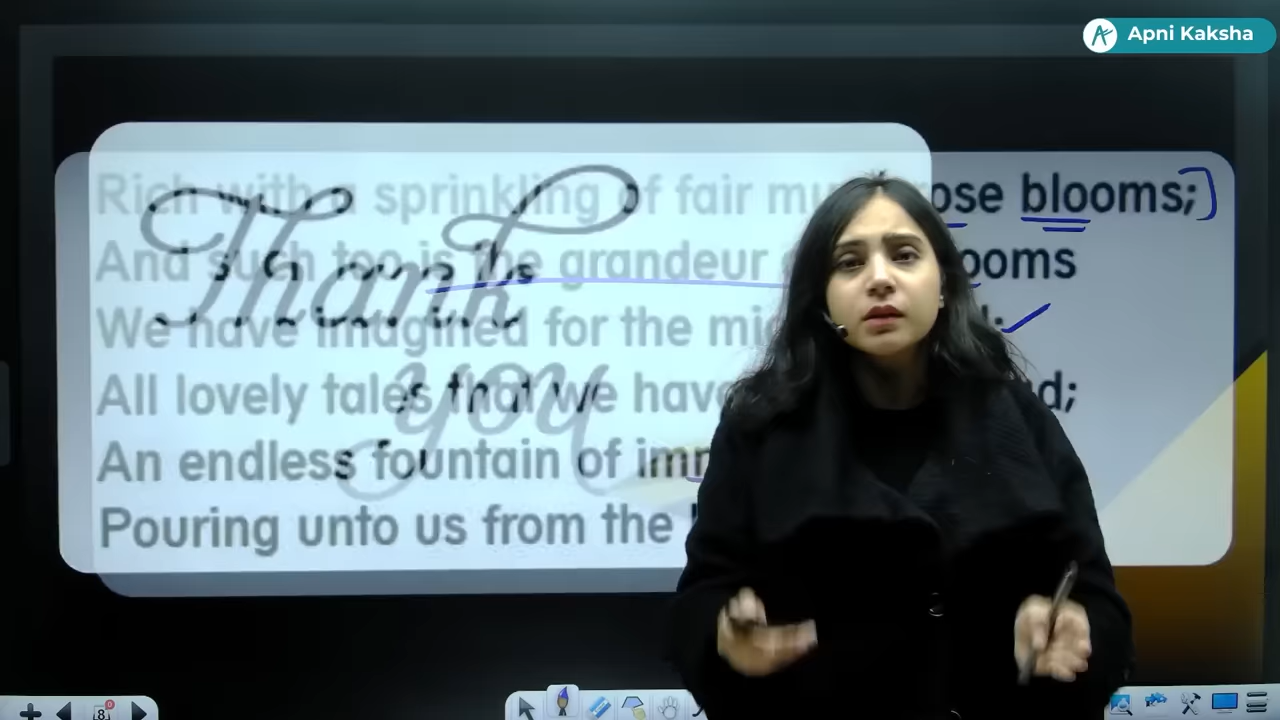 Apni Kaksha
Rich with a sprinkling of fair mu ose blooms;
And such too is the grandeur ooms
We have imagined for the mi
All lovely tales that we have d;
An endless fountain of imm
Pouring unto us from the
Thank
you
8